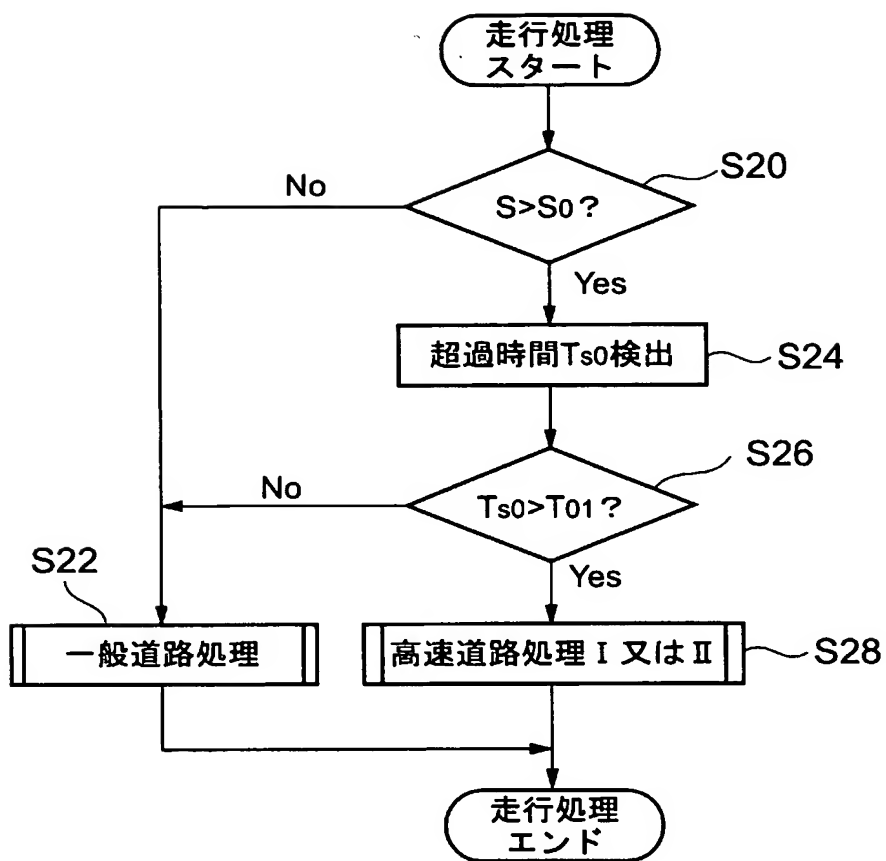 走行処理
スタート
S20
No
S>S0?
Yes
超過時間Ts0検出
S24
S26
No
Ts0>T01?
S22
Yes
一般道路処理
高速道路処理Ⅰ又はⅡ
S28
走行処理
エンド